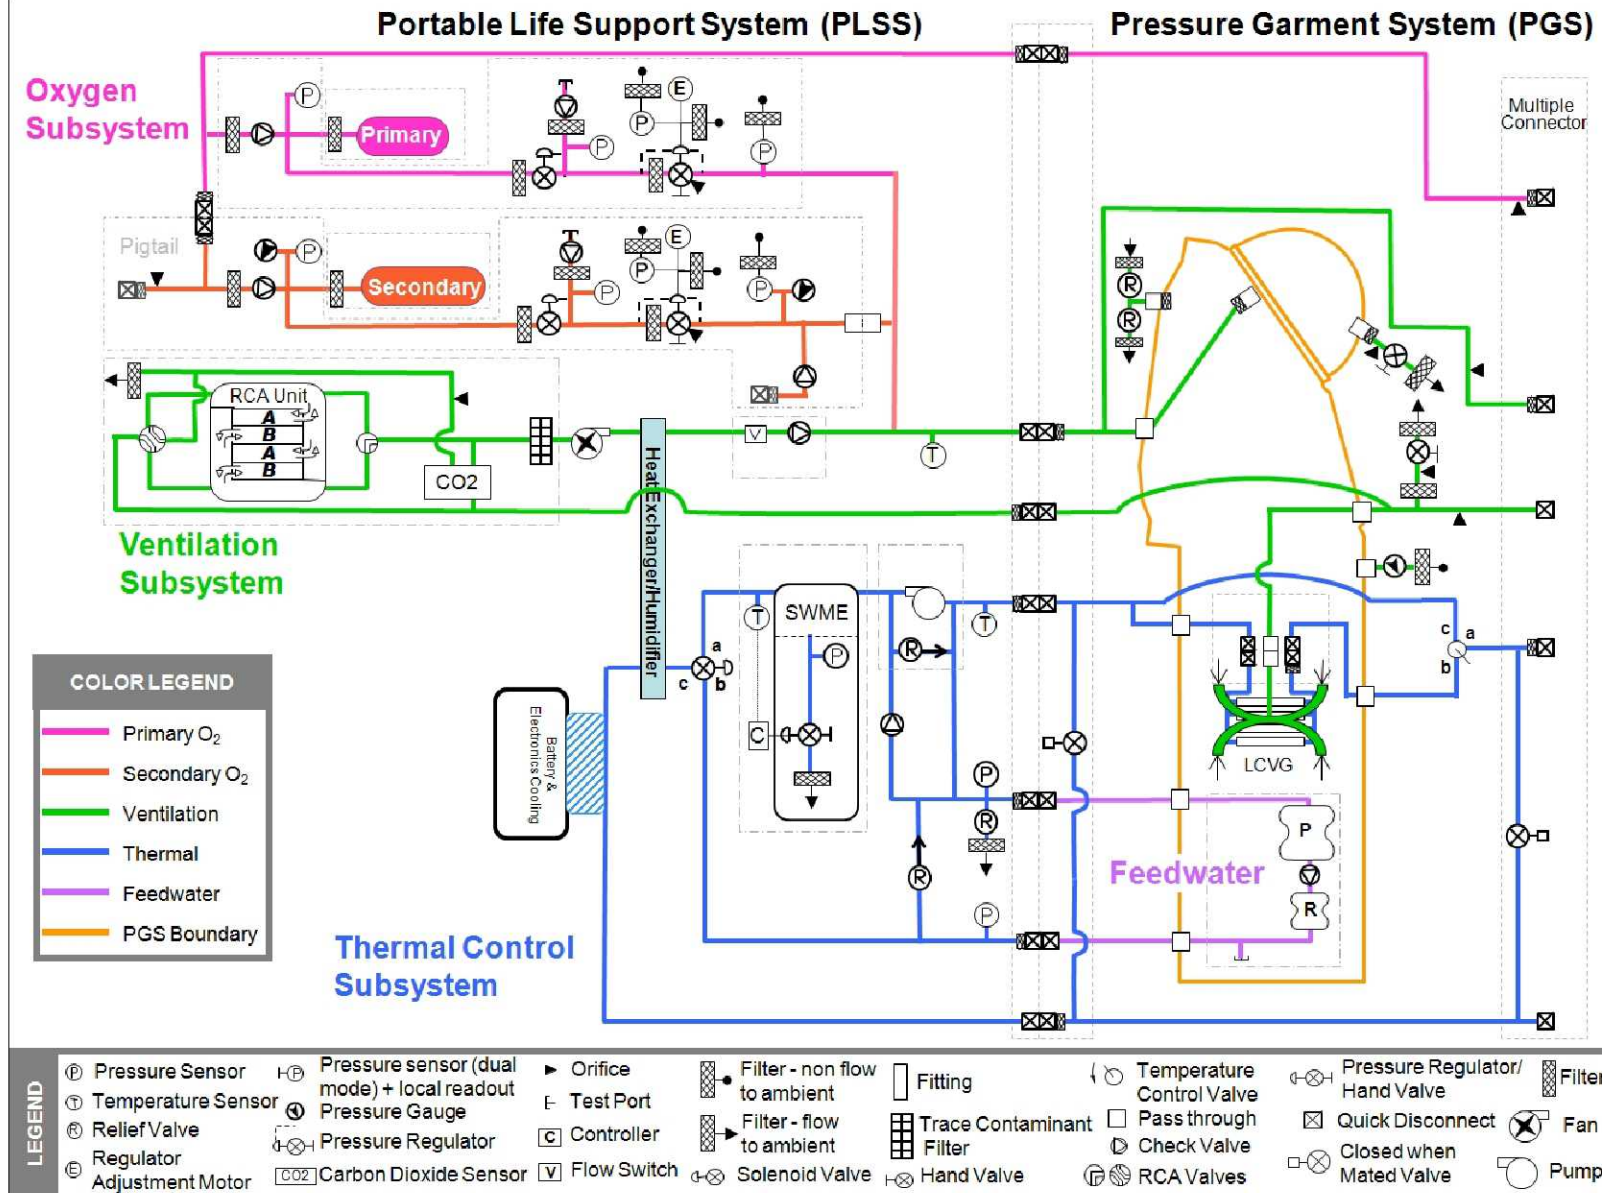 Portable Life Support System (PLSS)
Pressure Garment System (PGS)
Oxygen
Subsystem
Multiple
Connector
P
T
E
P
Primary
P
P
P
Pigtail
P
Secondary
T
E
P
P
P
R
R
RCA Unit
A
B
A
B
CO2
V
T
Heat Exchanger/Humidifier
Ventilation
Subsystem
T
SWME
P
R
T
a
c
b
c
a
b
C
LCVG
Battery &
Electronics Cooling
P
R
R
P
P
R
Feedwater
Thermal Control
Subsystem
COLOR LEGEND
Primary O2
Secondary O2
Ventilation
Thermal
Feedwater
PGS Boundary
LEGEND
P Pressure Sensor
T Temperature Sensor
R Relief Valve
E Regulator
Adjustment Motor
P Pressure sensor (dual
mode) + local readout
Pressure Gauge
Pressure Regulator
CO2 Carbon Dioxide Sensor
Orifice
Test Port
C Controller
V Flow Switch
Filter - non flow
to ambient
Filter - flow
to ambient
Solenoid Valve
Fitting
Trace Contaminant
Filter
Hand Valve
Temperature
Control Valve
Pass through
Check Valve
RCA Valves
Pressure Regulator/
Hand Valve
Quick Disconnect
Closed when
Mated Valve
Filter
Fan
Pump